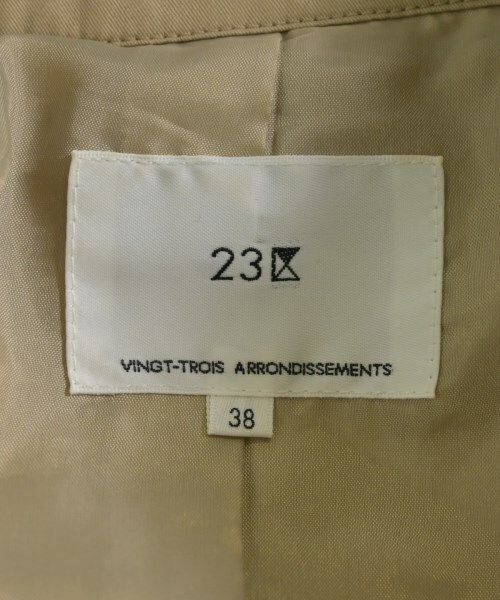 23区
VINGT-TROIS ARRONDISSEMENTS
38